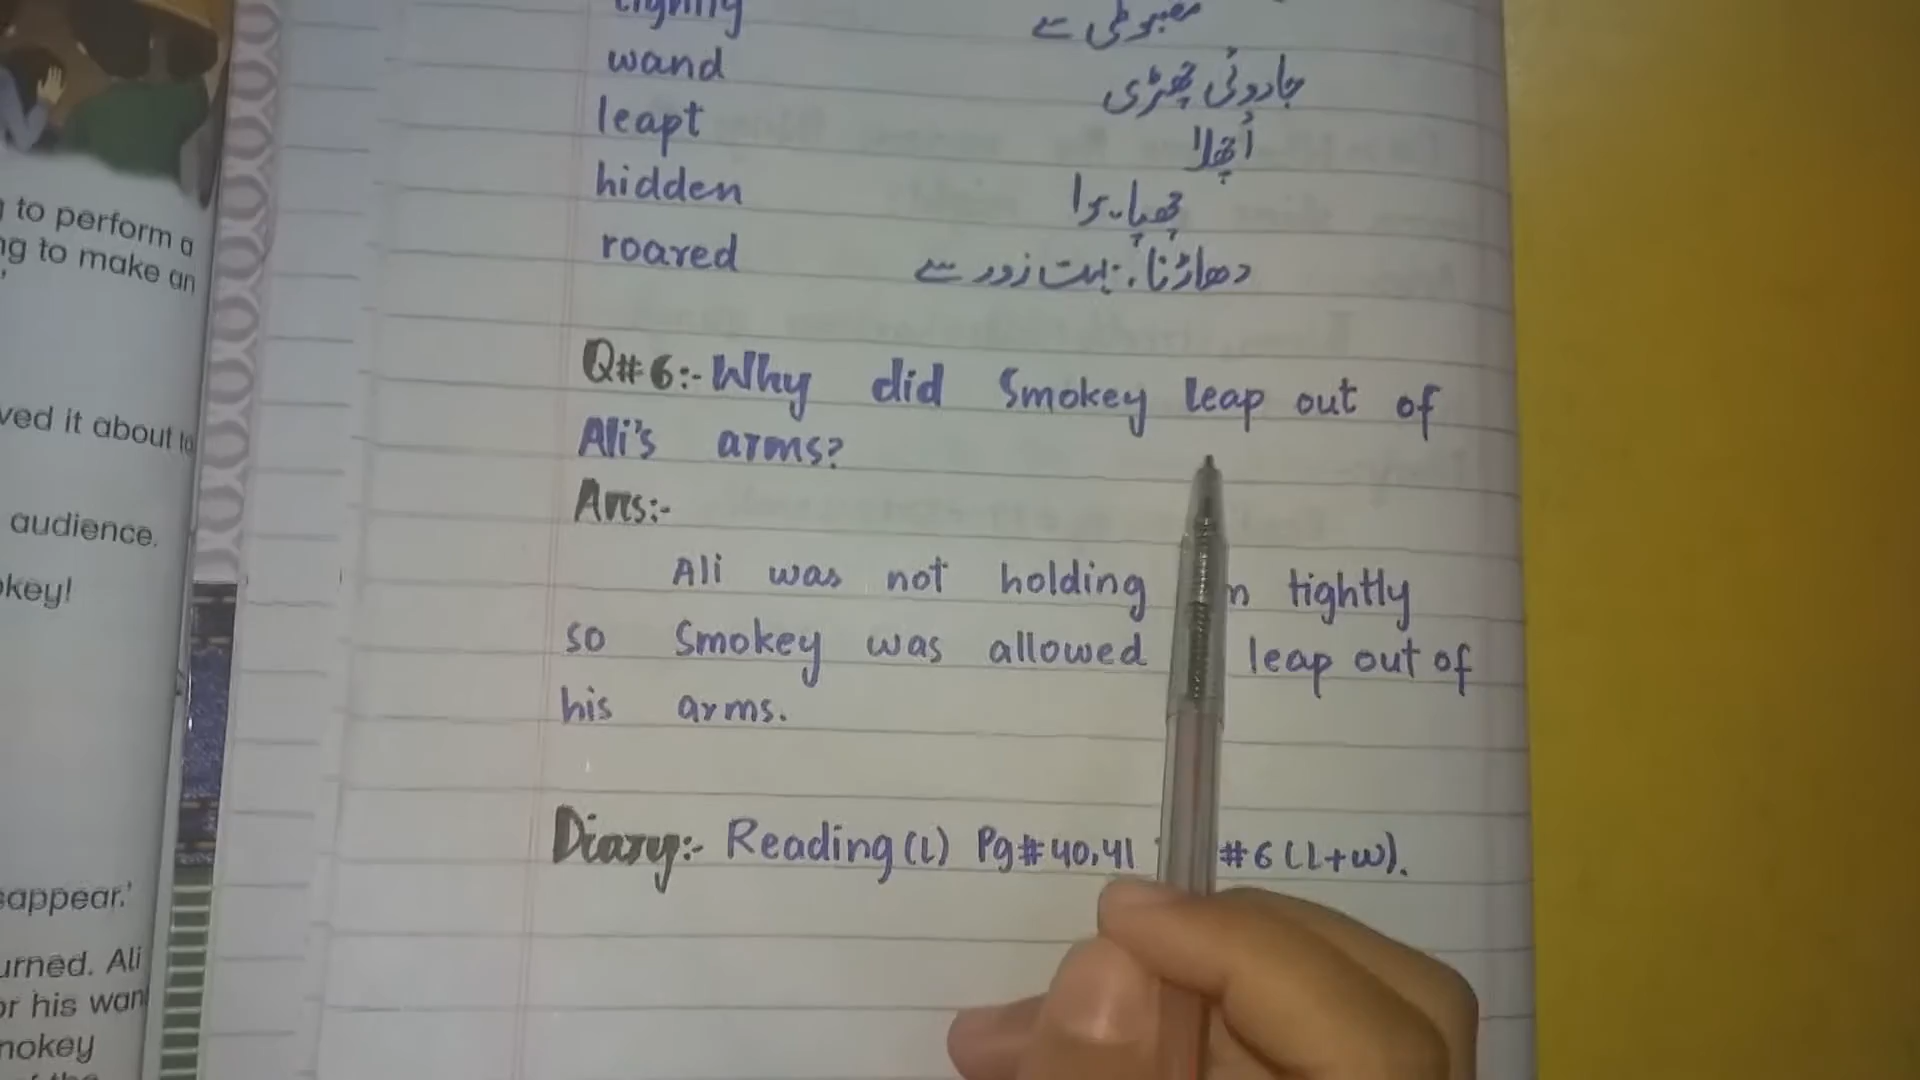 to perform a
ng to make an
ved it about to
audience.
okey!
sappear.'
urned. Ali
or his wan
mokey
tightly مضبوطی سے
wand جادوئی چھڑی
leapt اُچھلا
hidden چھپا ہوا
roared دھاڑنا، بہت زور سے
Q# 6:- Why did Smokey leap out of
Ali's arms?
Ans:-
Ali was not holding tightly
so Smokey was allowed leap out of
his arms.
Diary:- Reading (L) Pg# 40,41 #6 (L+W).